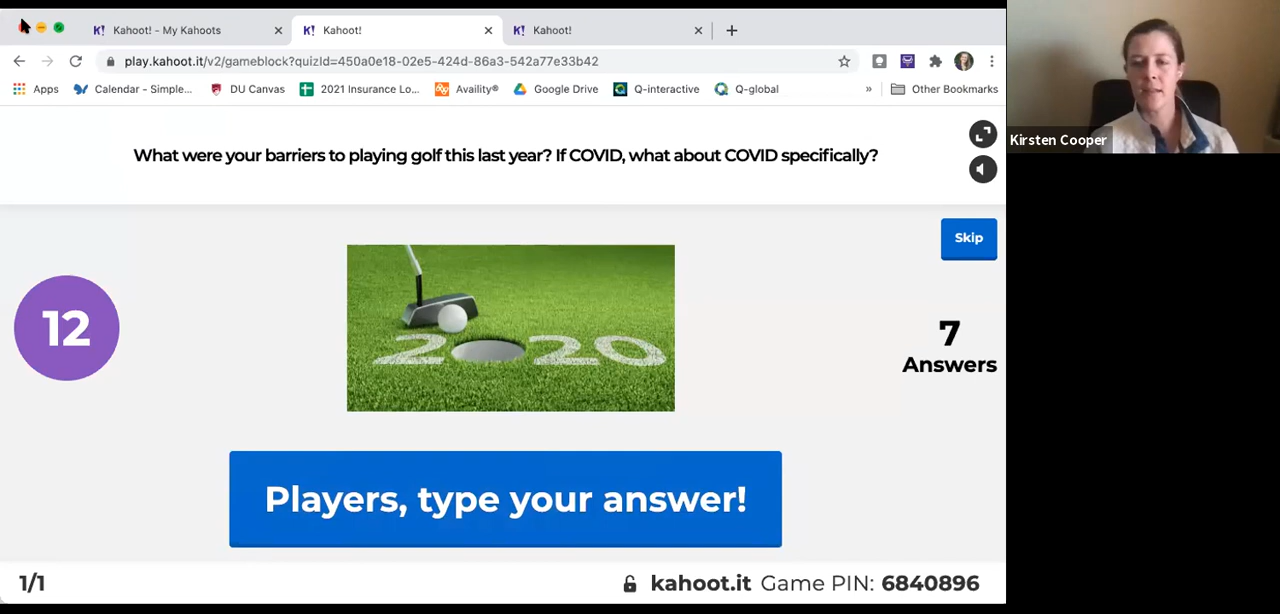 K! Kahoot! - My Kahoots
K! Kahoot!
K! Kahoot!
play.kahoot.it/v2/gameblock?quizId=450a0e18-02e5-424d-86a3-542a77e33b42
Apps Calendar - Simple... DU Canvas 2021 Insurance Lo... Availity® Google Drive Q-interactive Q-global » Other Bookmarks
Kirsten Cooper
What were your barriers to playing golf this last year? If COVID, what about COVID specifically?
Skip
12
2020
7
Answers
Players, type your answer!
1/1
kahoot.it Game PIN: 6840896